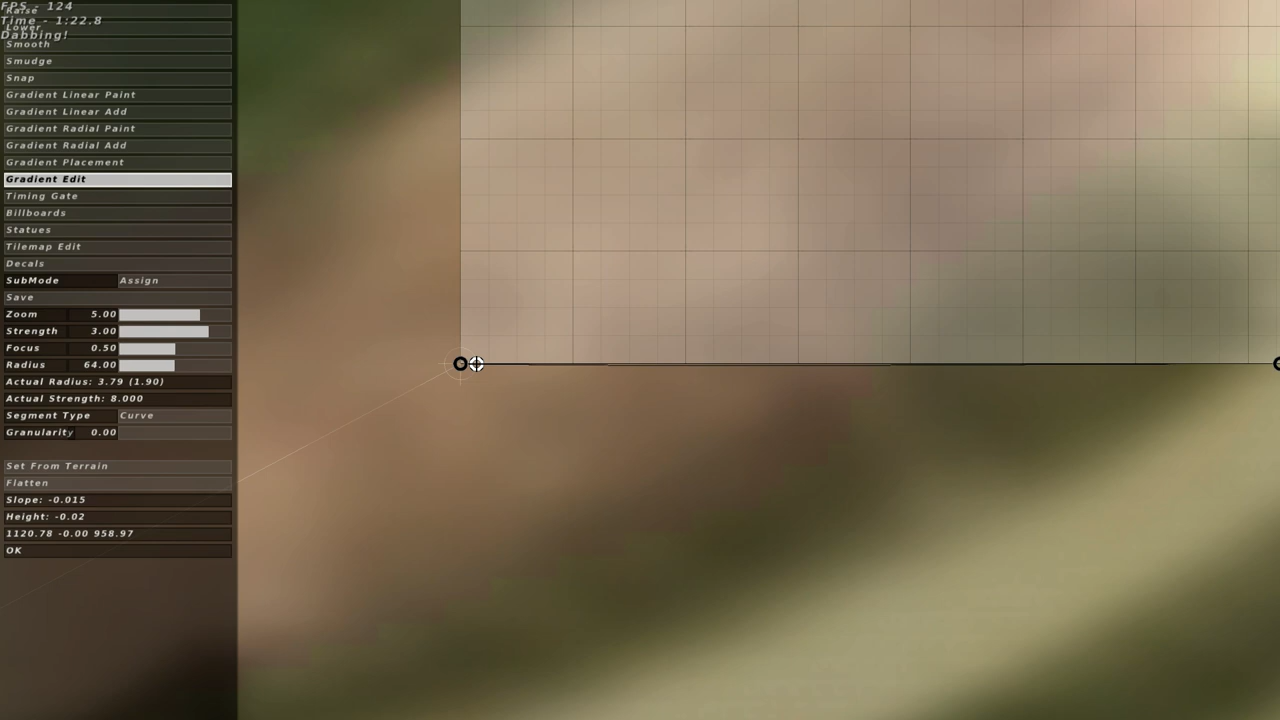 FPS - 124
Raise
Time - 1:22.8
Lower
Dabbing!
Smooth
Smudge
Snap
Gradient Linear Paint
Gradient Linear Add
Gradient Radial Paint
Gradient Radial Add
Gradient Placement
Gradient Edit
Timing Gate
Billboards
Statues
Tilemap Edit
Decals
SubMode Assign
Save
Zoom 5.00
Strength 3.00
Focus 0.50
Radius 64.00
Actual Radius: 3.79 (1.90)
Actual Strength: 8.000
Segment Type Curve
Granularity 0.00
Set From Terrain
Flatten
Slope: -0.015
Height: -0.02
1120.78 -0.00 958.97
OK